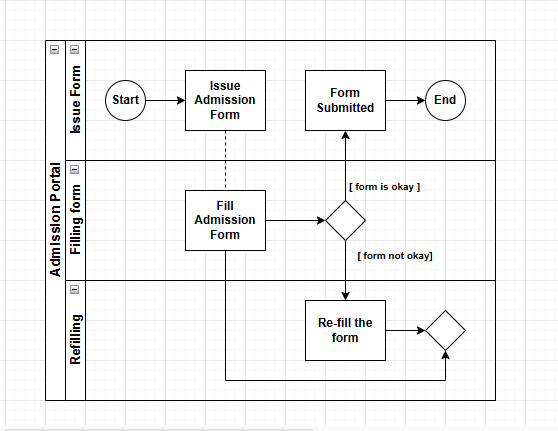 Admission Portal
Issue Form
Start
Issue
Admission
Form
Form
Submitted
End
Filling form
Fill
Admission
Form
[ form is okay ]
[ form not okay]
Refilling
Re-fill the
form